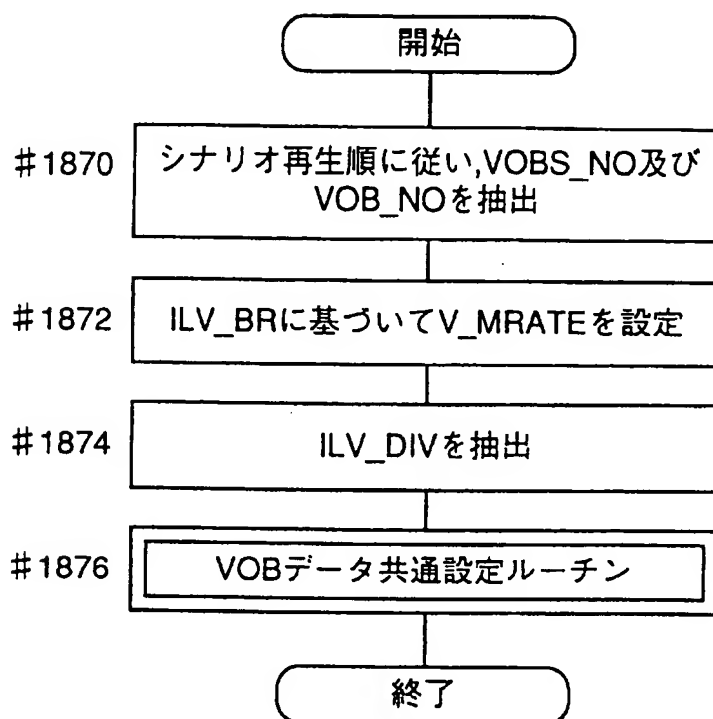 開始
#1870
シナリオ再生順に従い,VOBS_NO及び
VOB_NOを抽出
#1872
ILV_BRに基づいてV_MRATEを設定
#1874
ILV_DIVを抽出
#1876
VOBデータ共通設定ルーチン
終了